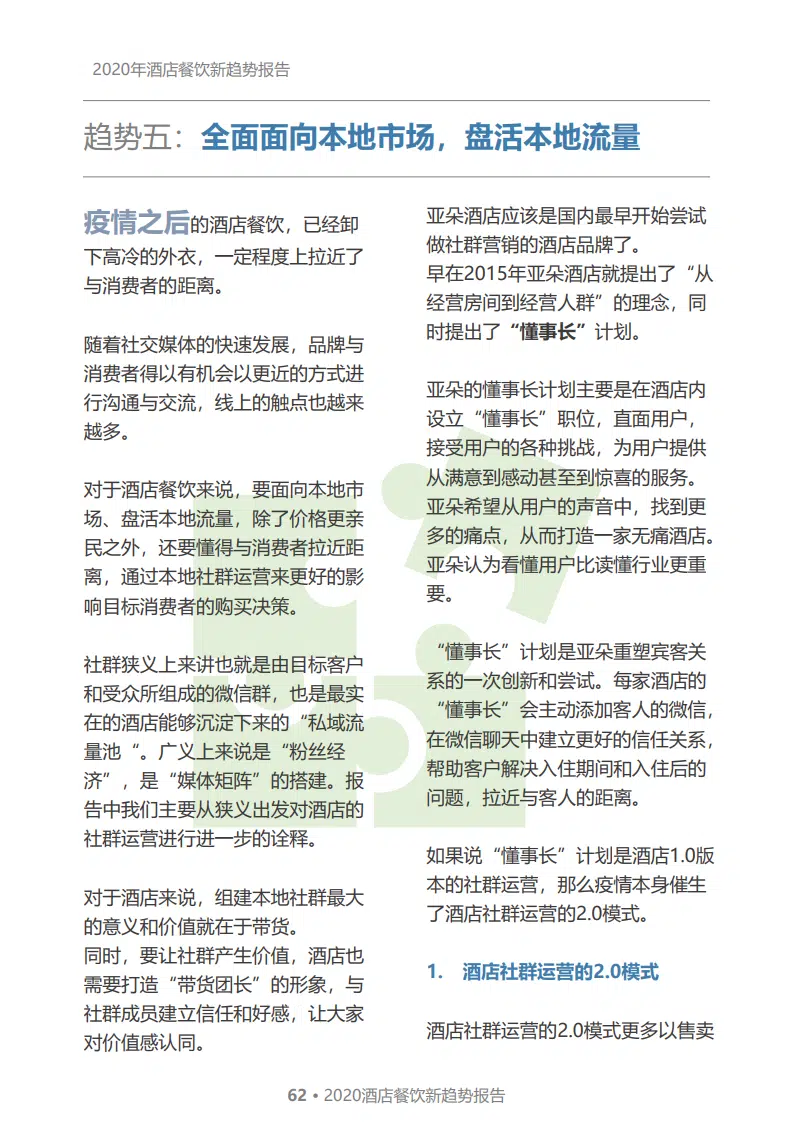 2020年酒店餐饮新趋势报告
趋势五：全面面向本地市场，盘活本地流量
疫情之后的酒店餐饮，已经卸
下高冷的外衣，一定程度上拉近了
与消费者的距离。
随着社交媒体的快速发展，品牌与
消费者得以有机会以更近的方式进
行沟通与交流，线上的触点也越来
越多。
对于酒店餐饮来说，要面向本地市
场、盘活本地流量，除了价格更亲
民之外，还要懂得与消费者拉近距
离，通过本地社群运营来更好的影
响目标消费者的购买决策。
社群狭义上来讲也就是由目标客户
和受众所组成的微信群，也是最实
在的酒店能够沉淀下来的“私域流
量池“。广义上来说是“粉丝经
济”，是“媒体矩阵”的搭建。报
告中我们主要从狭义出发对酒店的
社群运营进行进一步的诠释。
对于酒店来说，组建本地社群最大
的意义和价值就在于带货。
同时，要让社群产生价值，酒店也
需要打造“带货团长”的形象，与
社群成员建立信任和好感，让大家
对价值感认同。
亚朵酒店应该是国内最早开始尝试
做社群营销的酒店品牌了。
早在2015年亚朵酒店就提出了“从
经营房间到经营人群”的理念，同
时提出了“懂事长”计划。
亚朵的懂事长计划主要是在酒店内
设立“懂事长”职位，直面用户，
接受用户的各种挑战，为用户提供
从满意到感动甚至到惊喜的服务。
亚朵希望从用户的声音中，找到更
多的痛点，从而打造一家无痛酒店。
亚朵认为看懂用户比读懂行业更重
要。
“懂事长”计划是亚朵重塑宾客关
系的一次创新和尝试。每家酒店的
“懂事长”会主动添加客人的微信，
在微信聊天中建立更好的信任关系，
帮助客户解决入住期间和入住后的
问题，拉近与客人的距离。
如果说“懂事长”计划是酒店1.0版
本的社群运营，那么疫情本身催生
了酒店社群运营的2.0模式。
1. 酒店社群运营的2.0模式
酒店社群运营的2.0模式更多以售卖
62 • 2020酒店餐饮新趋势报告